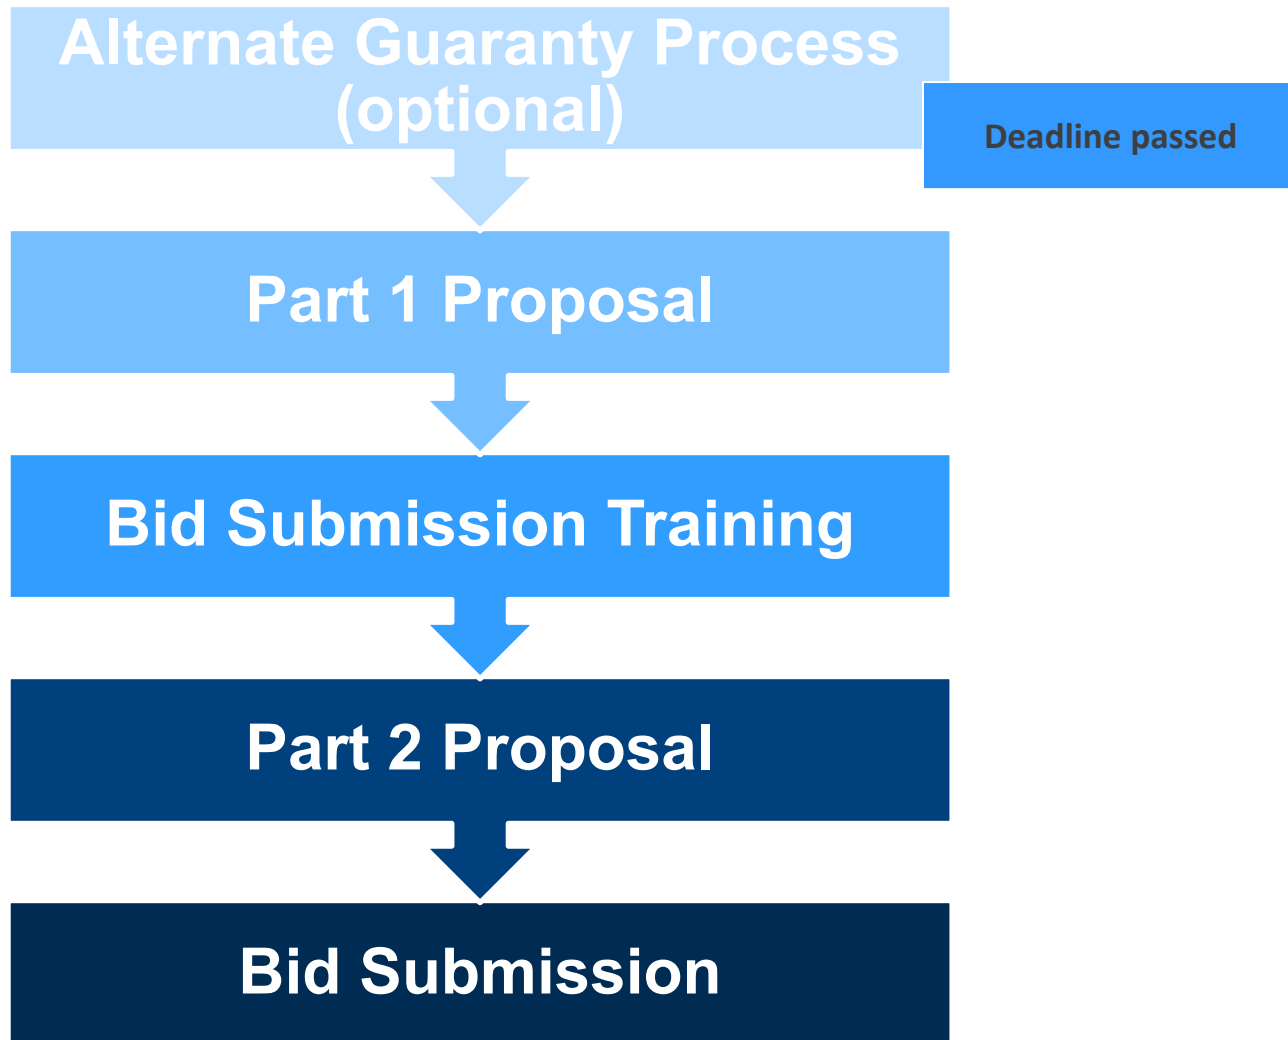 Alternate Guaranty Process
(optional)
Deadline passed
Part 1 Proposal
Bid Submission Training
Part 2 Proposal
Bid Submission